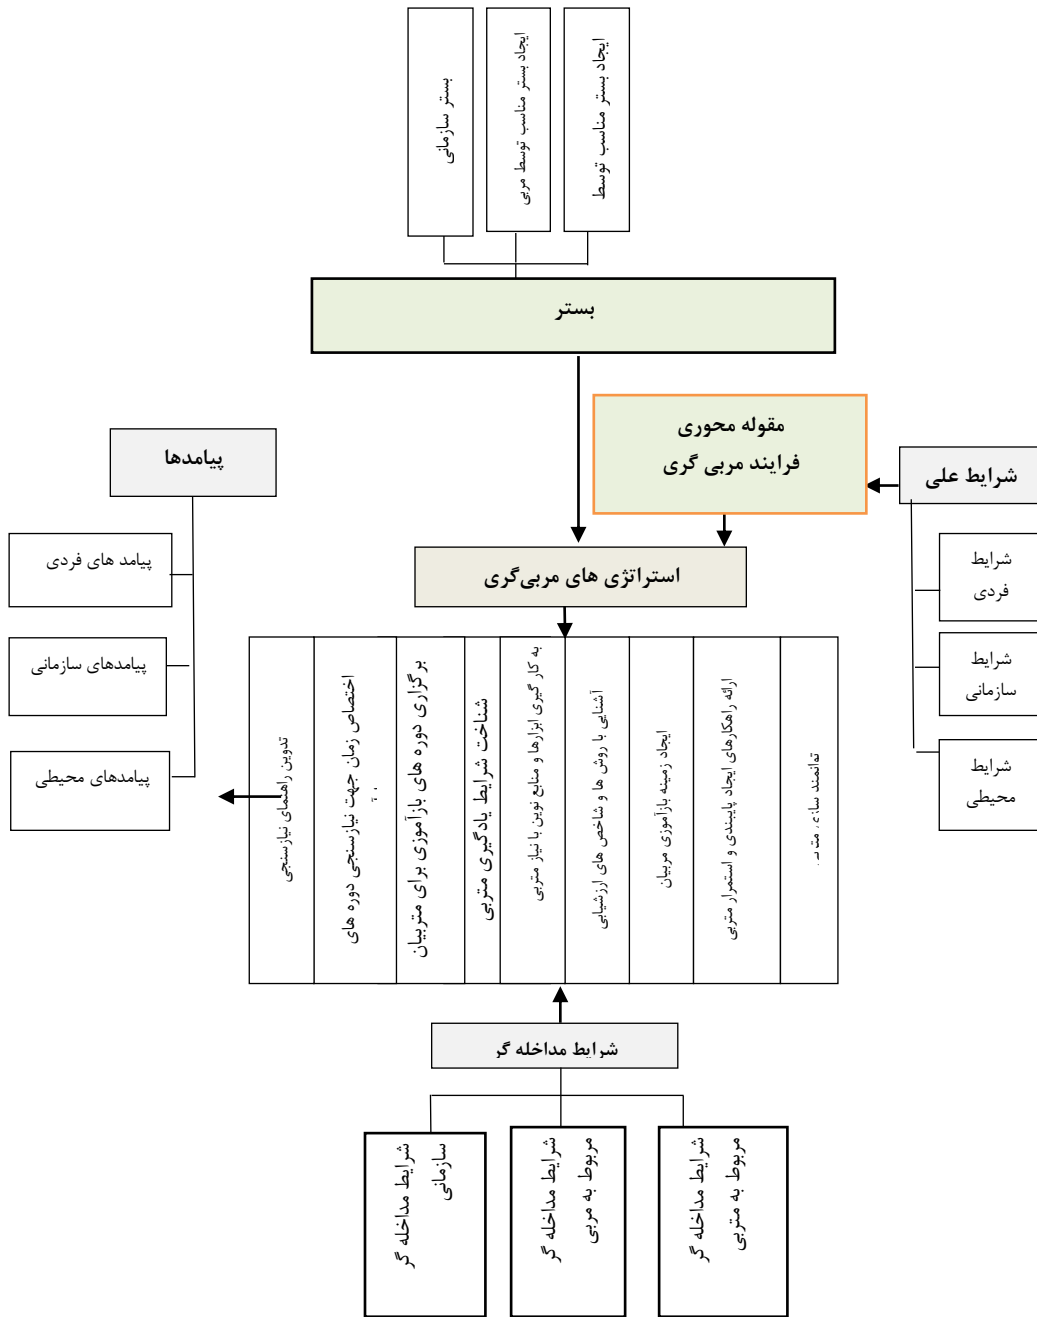 ایجاد بستر مناسب توسط
ایجاد بستر مناسب توسط مربی
بستر سازمانی
بستر
مقوله محوری
فرایند مربی گری
شرایط علی
شرایط
فردی
شرایط
سازمانی
شرایط
محیطی
پیامدها
پیامد های فردی
پیامدهای سازمانی
پیامدهای محیطی
استراتژی های مربی‌گری
توانمند سازی
ارائه راهکارهای ایجاد پایبندی و استمرار متربی
ایجاد زمینه بازآموزی مربیان
آشنایی با روش ها و شاخص های ارزشیابی
به کار گیری ابزارها و منابع نوین با نیاز متربی
شناخت شرایط یادگیری متربی
برگزاری دوره های بازآموزی برای متربیان
اختصاص زمان جهت نیازسنجی دوره های
تدوین راهنمای نیازسنجی
شرایط مداخله گر
شرایط مداخله گر
مربوط به متربی
شرایط مداخله گر
مربوط به مربی
شرایط مداخله گر
سازمانی